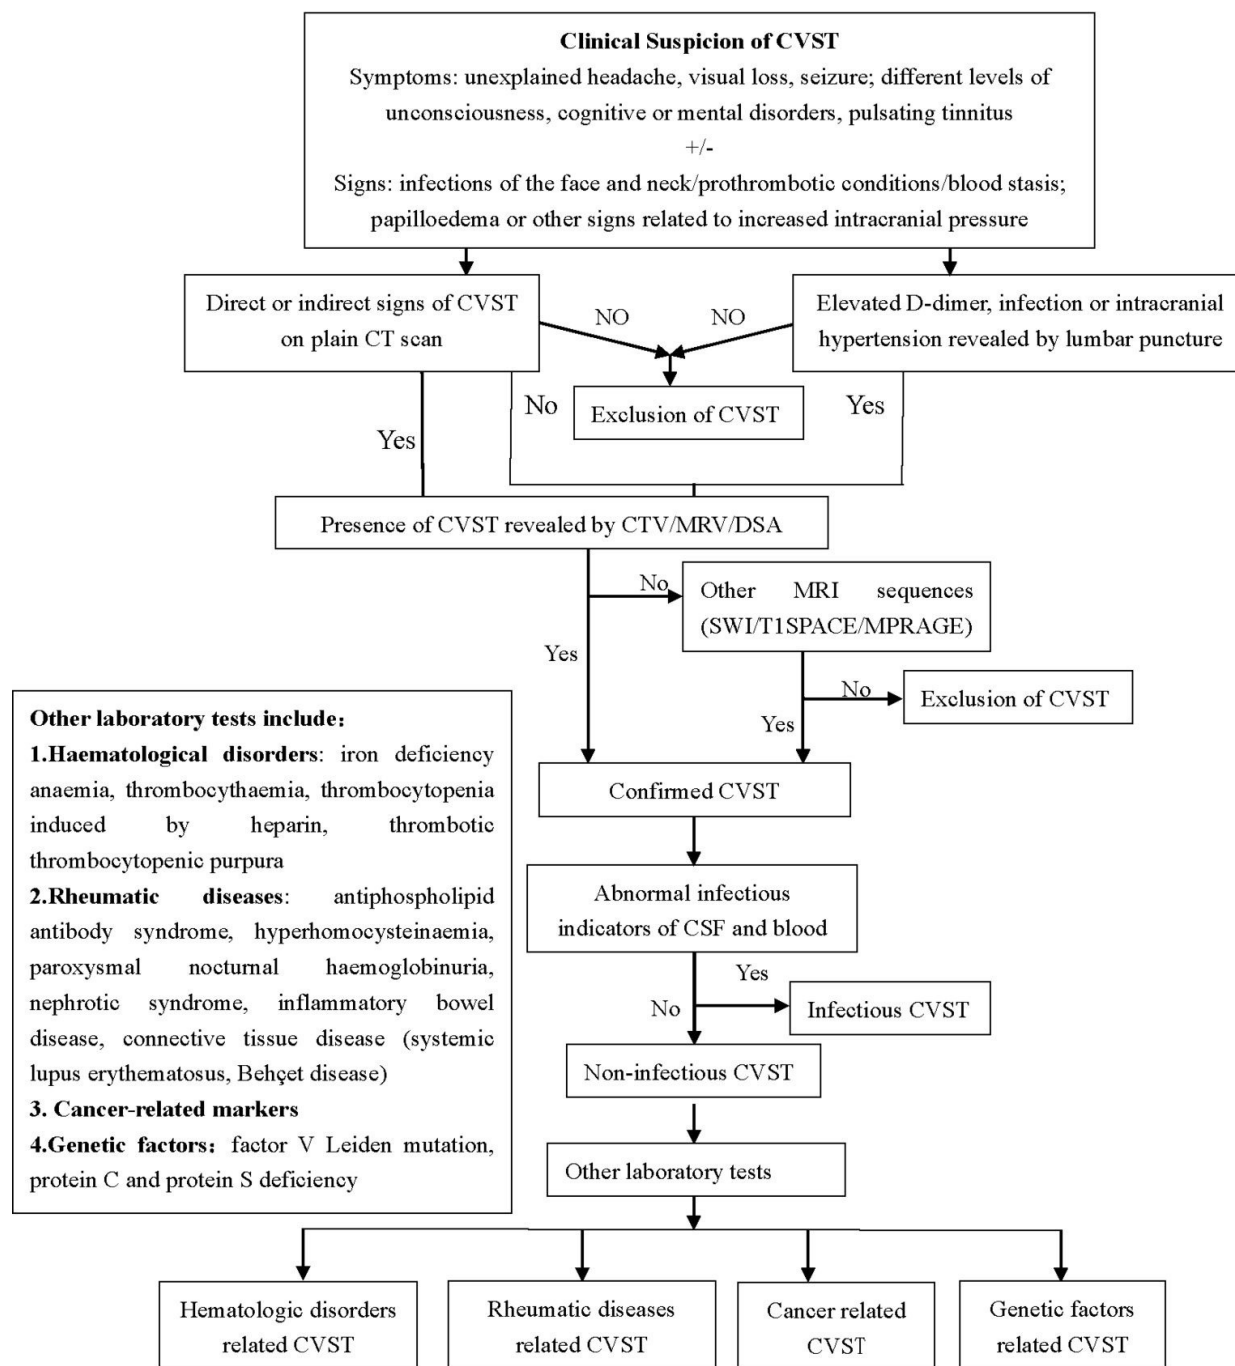 Clinical Suspicion of CVST
Symptoms: unexplained headache, visual loss, seizure; different levels of
unconsciousness, cognitive or mental disorders, pulsating tinnitus
+/-
Signs: infections of the face and neck/prothrombotic conditions/blood stasis;
papilloedema or other signs related to increased intracranial pressure
Direct or indirect signs of CVST
on plain CT scan
NO
NO
Elevated D-dimer, infection or intracranial
hypertension revealed by lumbar puncture
Exclusion of CVST
Yes
No
Yes
Presence of CVST revealed by CTV/MRV/DSA
No
Other MRI sequences
(SWI/T1SPACE/MPRAGE)
Yes
No
Exclusion of CVST
Yes
Confirmed CVST
Abnormal infectious
indicators of CSF and blood
Yes
Infectious CVST
No
Non-infectious CVST
Other laboratory tests
Other laboratory tests include：
1.Haematological disorders: iron deficiency
anaemia, thrombocythaemia, thrombocytopenia
induced by heparin, thrombotic
thrombocytopenic purpura
2.Rheumatic diseases: antiphospholipid
antibody syndrome, hyperhomocysteinaemia,
paroxysmal nocturnal haemoglobinuria,
nephrotic syndrome, inflammatory bowel
disease, connective tissue disease (systemic
lupus erythematosus, Behçet disease)
3. Cancer-related markers
4.Genetic factors：factor V Leiden mutation,
protein C and protein S deficiency
Hematologic disorders
related CVST
Rheumatic diseases
related CVST
Cancer related
CVST
Genetic factors
related CVST